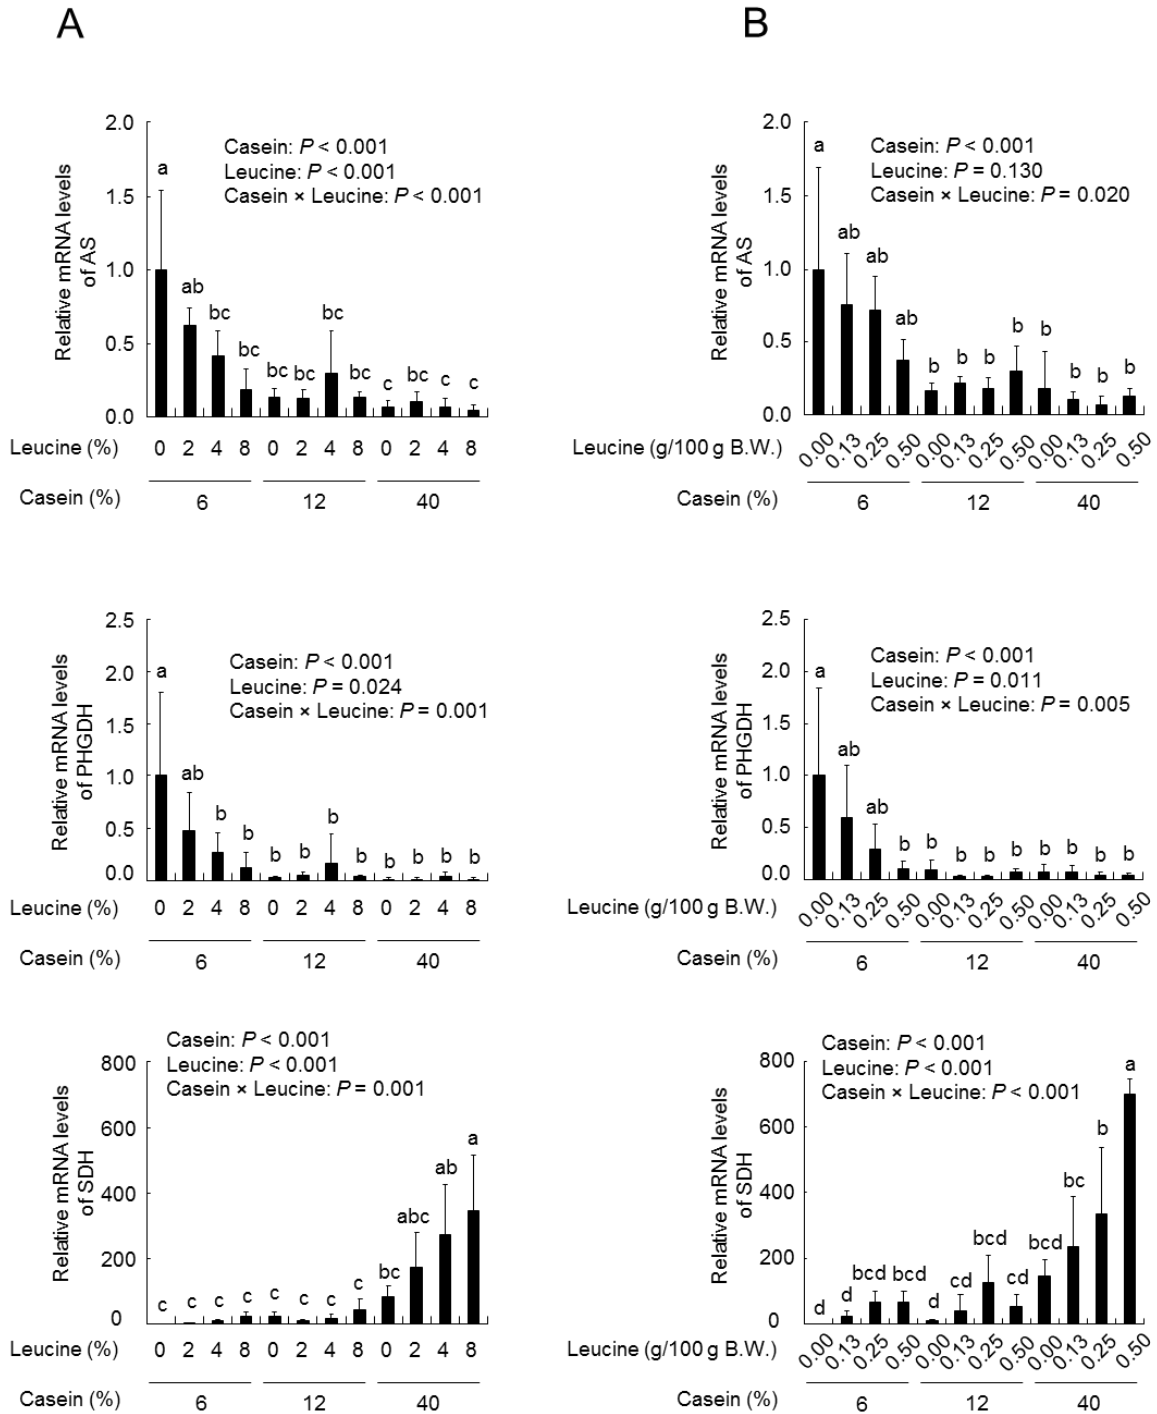 A
B
2.0
1.5
1.0
0.5
0.0
Relative mRNA levels
of AS
Casein: P < 0.001
Leucine: P < 0.001
Casein × Leucine: P < 0.001
a ab bc bc bc bc bc bc c bc c c
Leucine (%) 0 2 4 8 0 2 4 8 0 2 4 8
Casein (%) 6 12 40
2.0
1.5
1.0
0.5
0.0
Relative mRNA levels
of AS
Casein: P < 0.001
Leucine: P = 0.130
Casein × Leucine: P = 0.020
a ab ab ab b b b b b b b b
Leucine (g/100 g B.W.) 0.00 0.13 0.25 0.50 0.00 0.13 0.25 0.50 0.00 0.13 0.25 0.50
Casein (%) 6 12 40
2.5
2.0
1.5
1.0
0.5
0.0
Relative mRNA levels
of PHGDH
Casein: P < 0.001
Leucine: P = 0.024
Casein × Leucine: P = 0.001
a ab b b b b b b b b b b
Leucine (%) 0 2 4 8 0 2 4 8 0 2 4 8
Casein (%) 6 12 40
2.5
2.0
1.5
1.0
0.5
0.0
Relative mRNA levels
of PHGDH
Casein: P < 0.001
Leucine: P = 0.011
Casein × Leucine: P = 0.005
a ab ab b b b b b b b b b
Leucine (g/100 g B.W.) 0.00 0.13 0.25 0.50 0.00 0.13 0.25 0.50 0.00 0.13 0.25 0.50
Casein (%) 6 12 40
Casein: P < 0.001
Leucine: P < 0.001
Casein × Leucine: P = 0.001
800
600
400
200
0
Relative mRNA levels
of SDH
c c c c c c c c bc abc ab a
Leucine (%) 0 2 4 8 0 2 4 8 0 2 4 8
Casein (%) 6 12 40
Casein: P < 0.001
Leucine: P < 0.001
Casein × Leucine: P < 0.001
800
600
400
200
0
Relative mRNA levels
of SDH
d d bcd bcd d cd bcd cd bcd bc b a
Leucine (g/100 g B.W.) 0.00 0.13 0.25 0.50 0.00 0.13 0.25 0.50 0.00 0.13 0.25 0.50
Casein (%) 6 12 40